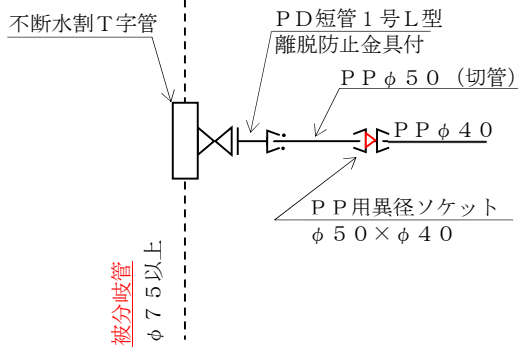 不断水割T字管
PD短管1号L型
離脱防止金具付
PPφ50(切管)
PPφ40
PP用異径ソケット
φ50×φ40
被分岐管
φ75以上